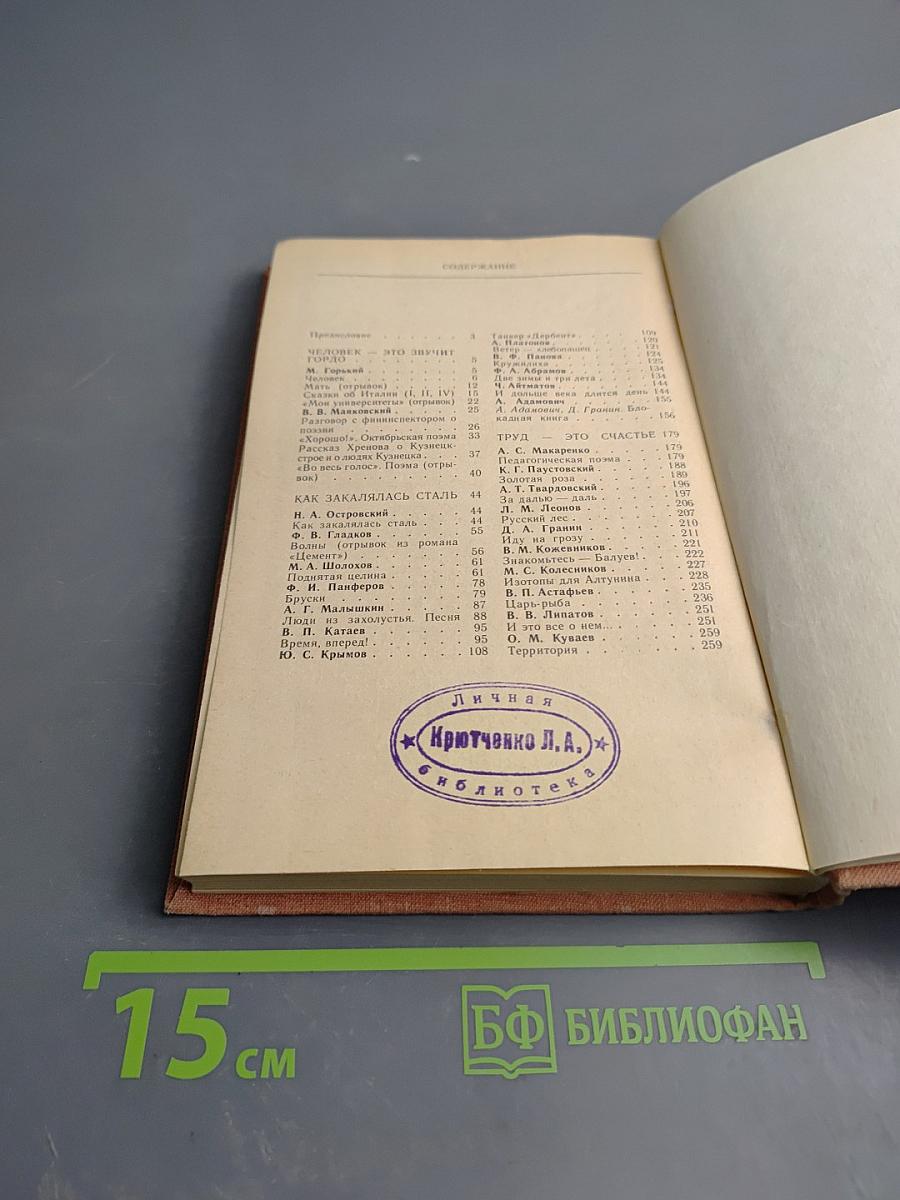 СОДЕРЖАНИЕ
Предисловие . . . . . . . 3
ЧЕЛОВЕК — ЭТО ЗВУЧИТ
ГОРДО . . . . . . . . . 5
М. Горький . . . . . . . 5
Человек . . . . . . . . 6
Мать (отрывок) . . . . . 12
Сказки об Италии (I, II, IV) 15
«Мои университеты» (отрывок) 22
В. В. Маяковский . . . . . 25
Разговор с фининспектором о
поэзии . . . . . . . . . 26
«Хорошо!». Октябрьская поэма 33
Рассказ Хренова о Кузнецк-
строе и о людях Кузнецка . . . 37
«Во весь голос». Поэма (отры-
вок) . . . . . . . . . . 40
КАК ЗАКАЛЯЛАСЬ СТАЛЬ 44
Н. А. Островский . . . . . 44
Как закалялась сталь . . . 44
Ф. В. Гладков . . . . . . 55
Волны (отрывок из романа
«Цемент») . . . . . . . . 56
М. А. Шолохов . . . . . . 61
Поднятая целина . . . . . 61
Ф. И. Панферов . . . . . . 78
Бруски . . . . . . . . . 79
А. Г. Малышкин . . . . . 87
Люди из захолустья. Песня 88
В. П. Катаев . . . . . . . 95
Время, вперед! . . . . . . 95
Ю. С. Крымов . . . . . . 108
Танкер «Дербент» . . . . 109
А. Платонов . . . . . . . 120
Ветер — хлебопашец . . . 121
В. Ф. Панова . . . . . . . 124
Кружилиха . . . . . . . 125
Ф. А. Абрамов . . . . . . 134
Две зимы и три лета . . . 134
Ч. Айтматов . . . . . . . 144
И дольше века длится день 144
А. Адамович . . . . . . . 155
А. Адамович, Д. Гранин. Бло-
кадная книга . . . . . . . 156
ТРУД — ЭТО СЧАСТЬЕ 179
А. С. Макаренко . . . . . 179
Педагогическая поэма . . . 179
К. Г. Паустовский . . . . . 188
Золотая роза . . . . . . . 189
А. Т. Твардовский . . . . . 196
За далью — даль . . . . . 197
Л. М. Леонов . . . . . . . 206
Русский лес . . . . . . . 207
Д. А. Гранин . . . . . . . 210
Иду на грозу . . . . . . . 211
В. М. Кожевников . . . . . 221
Знакомьтесь — Балуев! . . . 222
М. С. Колесников . . . . . 227
Изотопы для Алтунина . . . 228
В. П. Астафьев . . . . . . 235
Царь-рыба . . . . . . . . 236
В. В. Липатов . . . . . . 251
И это все о нем... . . . . . 251
О. М. Куваев . . . . . . . 259
Территория . . . . . . . 259
Личная
Крютченко Л. А.
библиотека
15 см
БФ БИБЛИОФАН